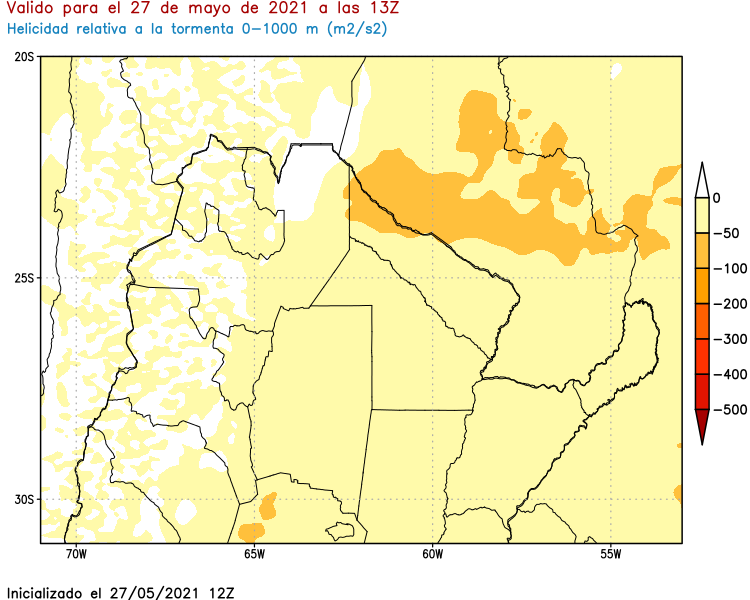 Valido para el 27 de mayo de 2021 a las 13Z
Helicidad relativa a la tormenta 0-1000 m (m2/s2)
20S
25S
30S
70W
65W
60W
55W
0
-50
-100
-200
-300
-400
-500
Inicializado el 27/05/2021 12Z